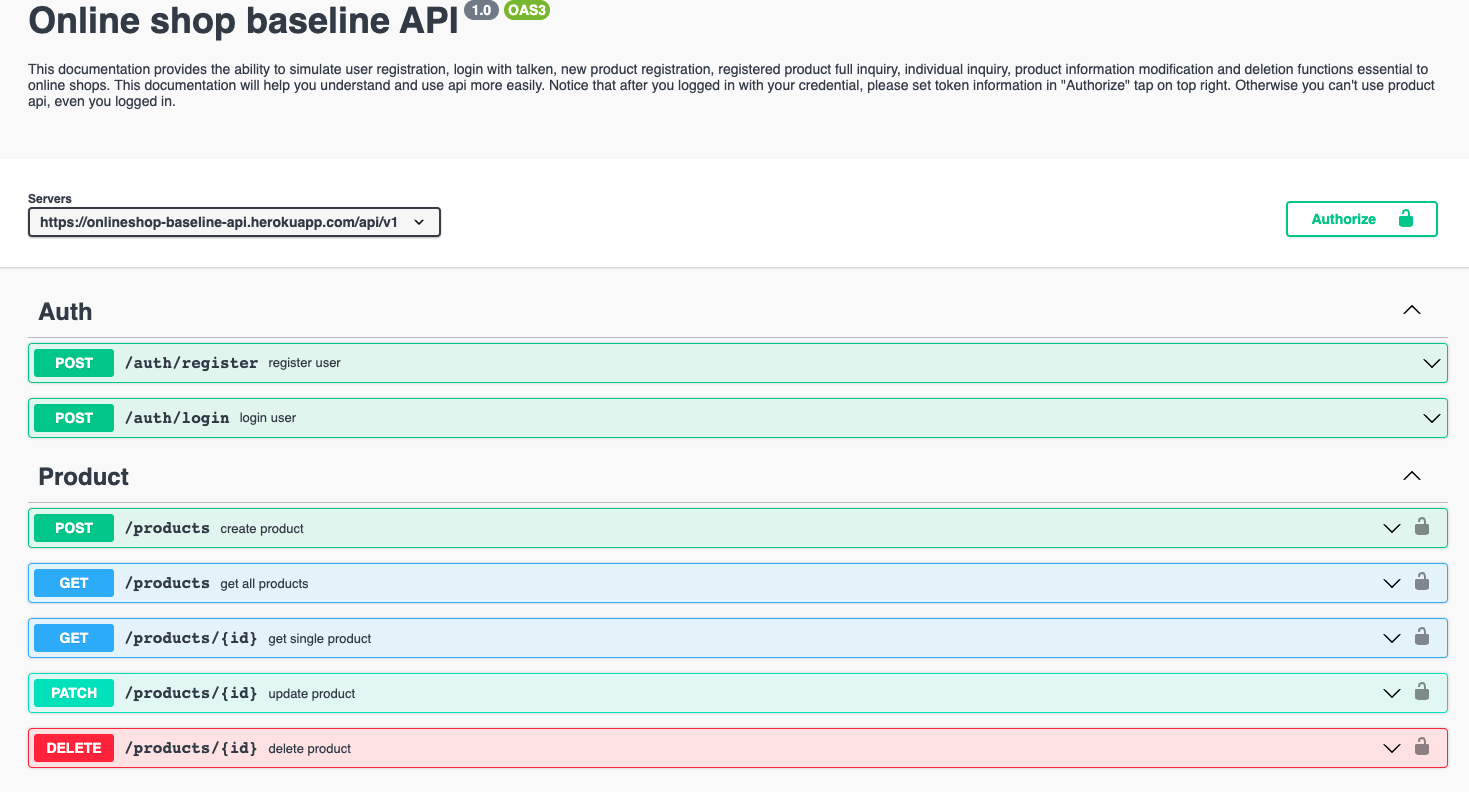 Online shop baseline API 1.0 OAS3
This documentation provides the ability to simulate user registration, login with talken, new product registration, registered product full inquiry, individual inquiry, product information modification and deletion functions essential to
online shops. This documentation will help you understand and use api more easily. Notice that after you logged in with your credential, please set token information in "Authorize" tap on top right. Otherwise you can't use product
api, even you logged in.
Servers
https://onlineshop-baseline-api.herokuapp.com/api/v1
Authorize
Auth
POST /auth/register register user
POST /auth/login login user
Product
POST /products create product
GET /products get all products
GET /products/{id} get single product
PATCH /products/{id} update product
DELETE /products/{id} delete product